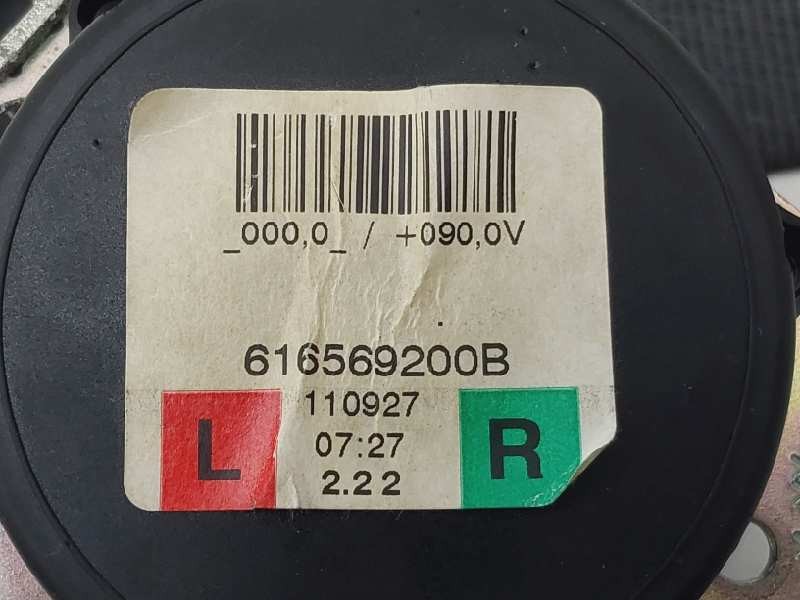 _000,0_ / +090,0V
616569200B
110927
L 07:27 R
2.22